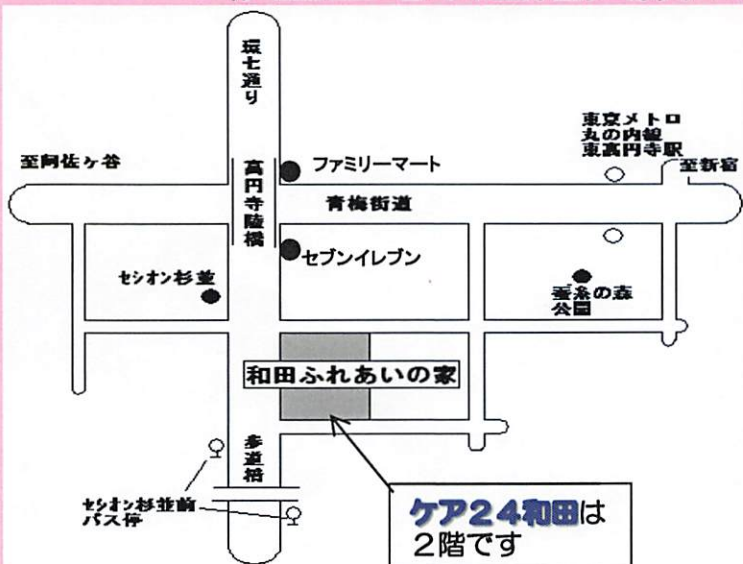 環七通り
至阿佐ヶ谷
高円寺陸橋
ファミリーマート
東京メトロ
丸の内線
東高円寺駅
至新宿
青梅街道
セブンイレブン
セシオン杉並
蚕糸の森
公園
和田ふれあいの家
歩道橋
セシオン杉並前
バス停
ケア24和田は
2階です